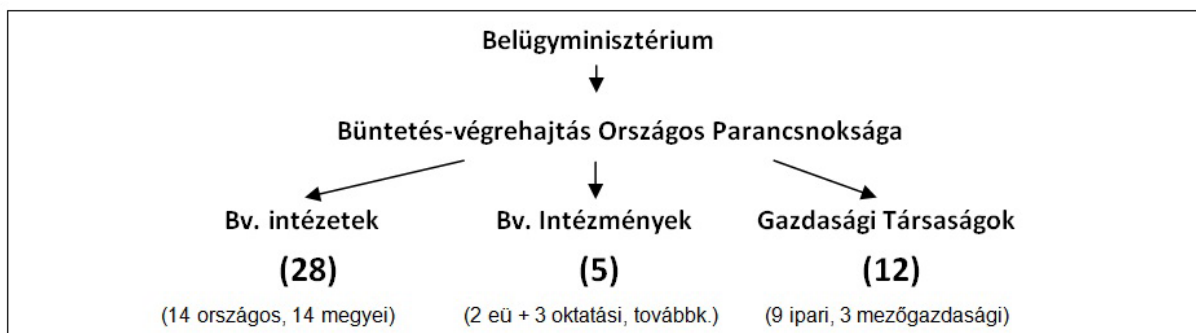 Belügyminisztérium
Büntetés-végrehajtás Országos Parancsnoksága
Bv. intézetek Bv. Intézmények Gazdasági Társaságok
(28) (5) (12)
(14 országos, 14 megyei) (2 eü + 3 oktatási, továbbk.) (9 ipari, 3 mezőgazdasági)